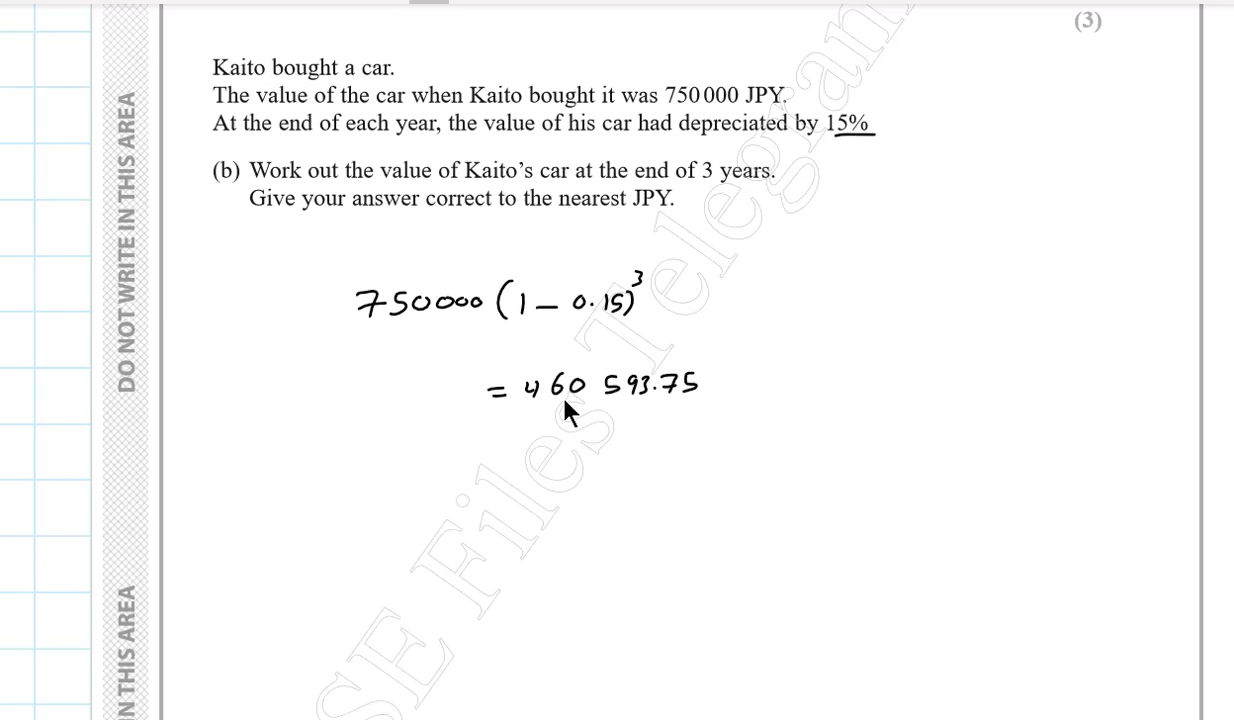 (3)
Kaito bought a car.
The value of the car when Kaito bought it was 750 000 JPY.
At the end of each year, the value of his car had depreciated by 15%
(b) Work out the value of Kaito's car at the end of 3 years.
Give your answer correct to the nearest JPY.
750000 (1 - 0.15)³
= 460 593.75
DO NOT WRITE IN THIS AREA
N THIS AREA
SE Files Telegram